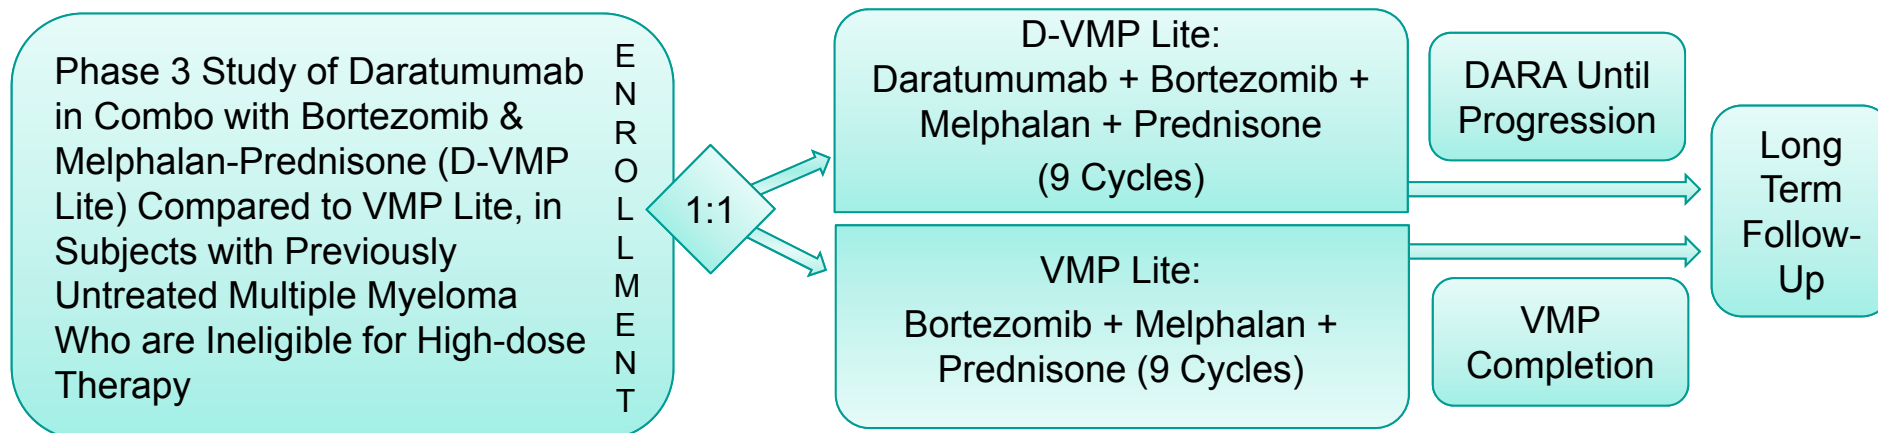 Phase 3 Study of Daratumumab
in Combo with Bortezomib &
Melphalan-Prednisone (D-VMP
Lite) Compared to VMP Lite, in
Subjects with Previously
Untreated Multiple Myeloma
Who are Ineligible for High-dose
Therapy
E
N
R
O
L
L
M
E
N
T
1:1
D-VMP Lite:
Daratumumab + Bortezomib +
Melphalan + Prednisone
(9 Cycles)
VMP Lite:
Bortezomib + Melphalan +
Prednisone (9 Cycles)
DARA Until
Progression
VMP
Completion
Long
Term
Follow-
Up